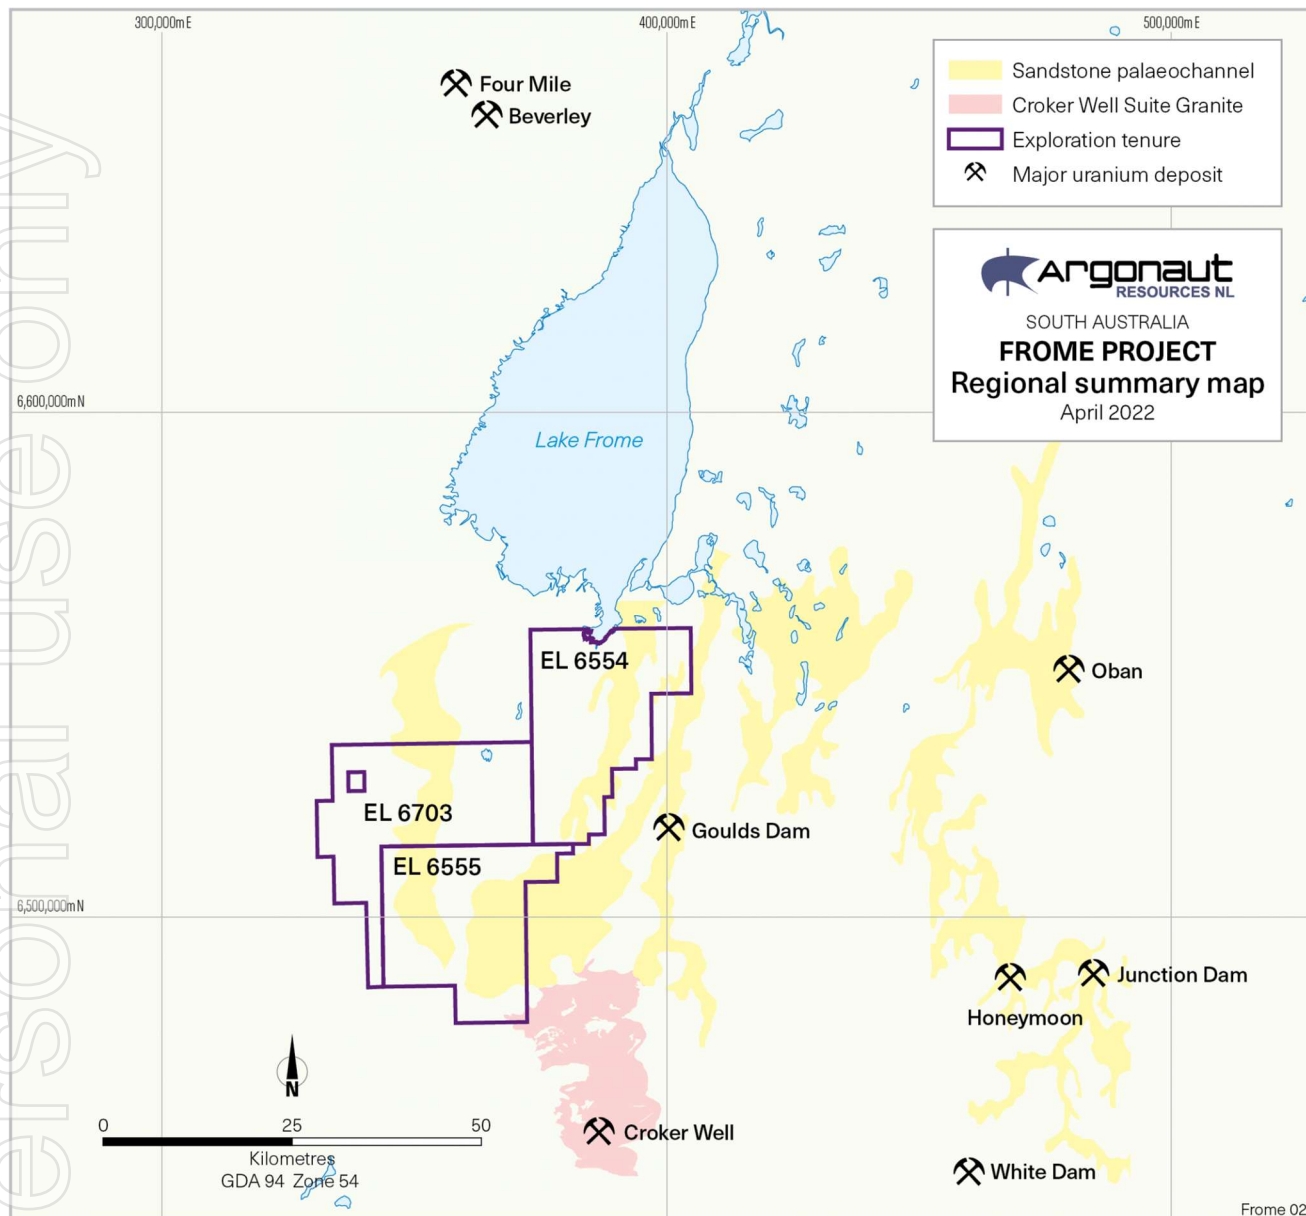 300,000mE
400,000mE
500,000mE
Four Mile
Beverley
Sandstone palaeochannel
Croker Well Suite Granite
Exploration tenure
Major uranium deposit
Argonaut
RESOURCES NL
SOUTH AUSTRALIA
FROME PROJECT
Regional summary map
April 2022
6,600,000mN
Lake Frome
EL 6554
Oban
EL 6703
Goulds Dam
EL 6555
6,500,000mN
Junction Dam
Honeymoon
N
0 25 50
Kilometres
GDA 94 Zone 54
Croker Well
White Dam
Frome 02
ersonal use only